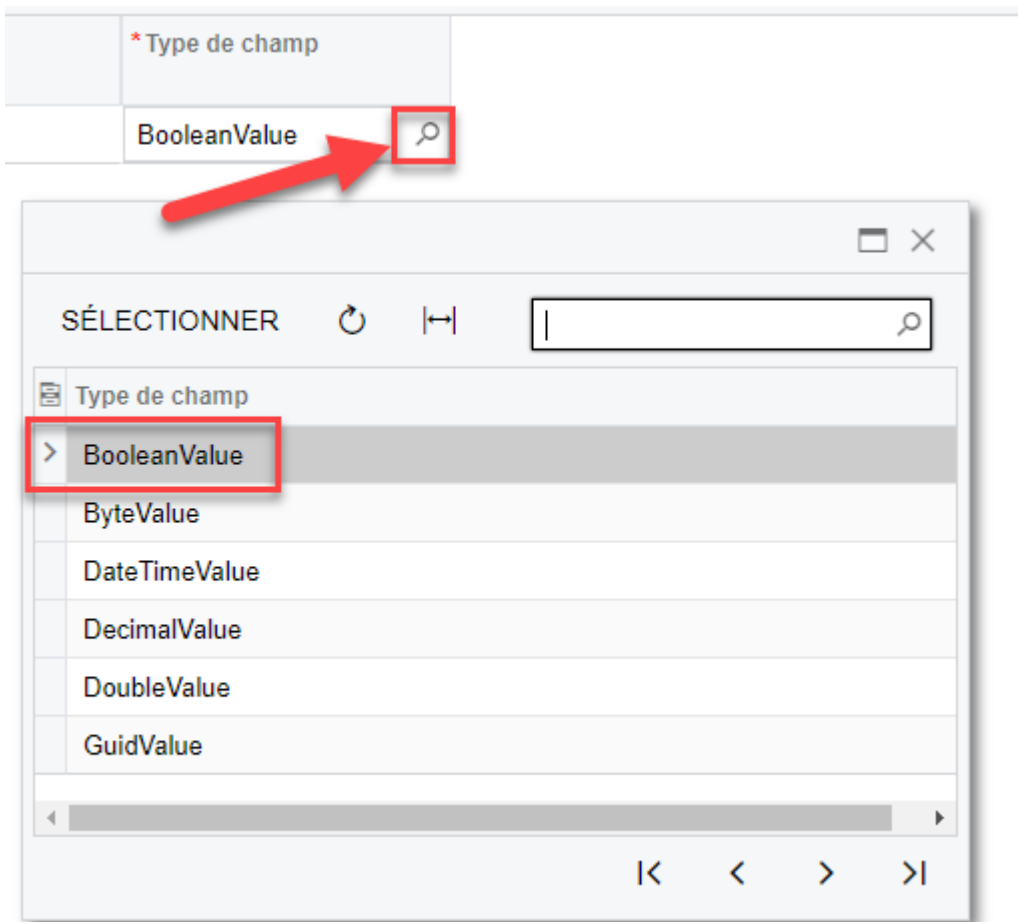 * Type de champ
BooleanValue
SÉLECTIONNER
Type de champ
BooleanValue
ByteValue
DateTimeValue
DecimalValue
DoubleValue
GuidValue